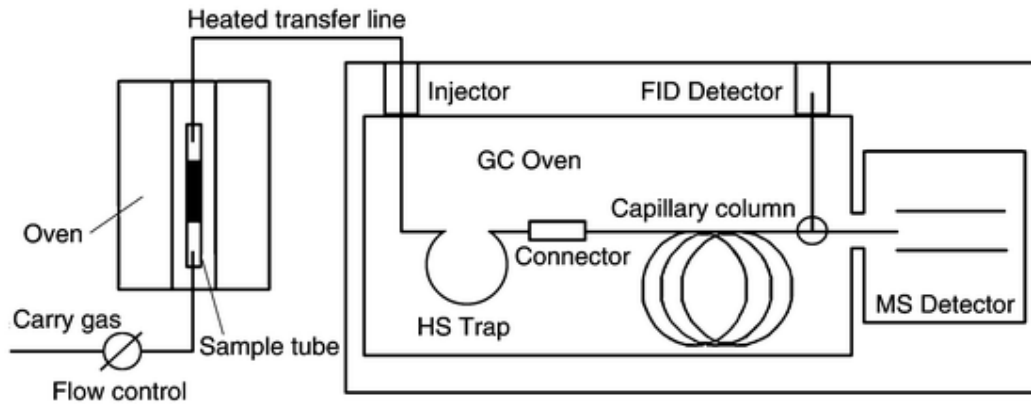 Heated transfer line
Injector
FID Detector
GC Oven
Capillary column
Oven
Connector
HS Trap
MS Detector
Carry gas
Sample tube
Flow control